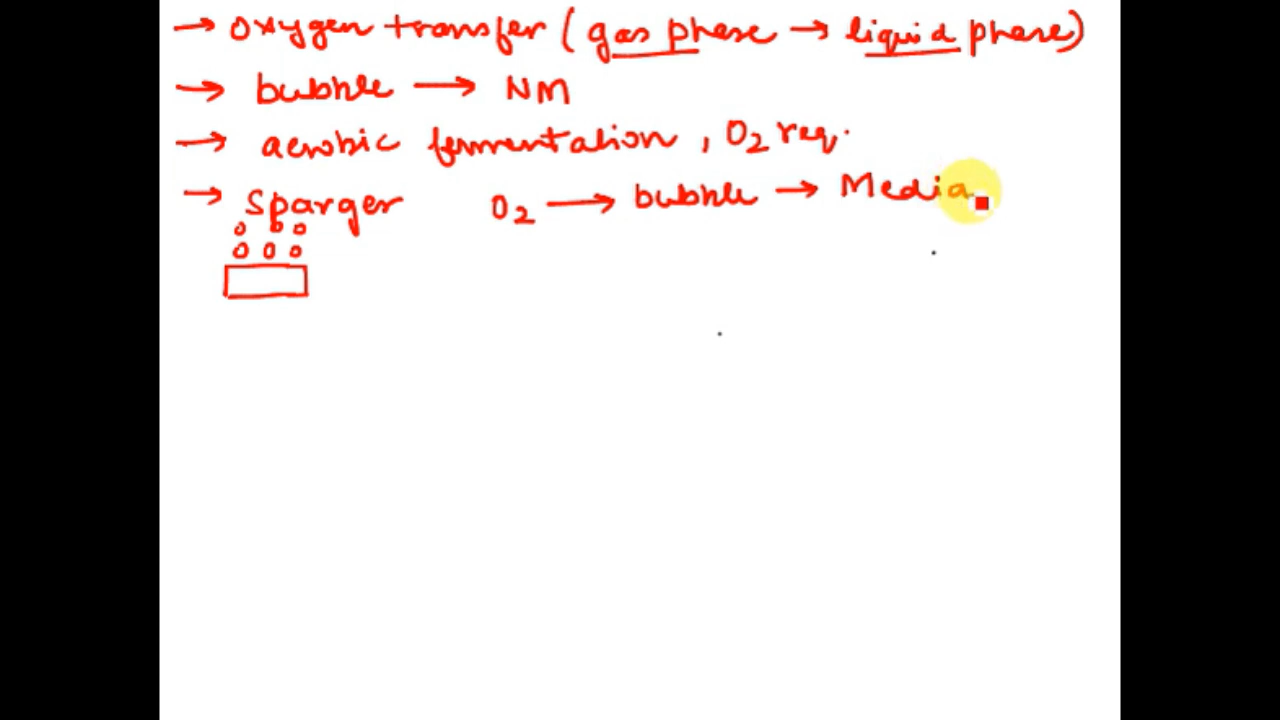 → oxygen transfer (gas phase → liquid phase)
→ bubble → NM
→ aerobic fermentation, O₂ req.
→ Sparger O₂ → bubble → Media